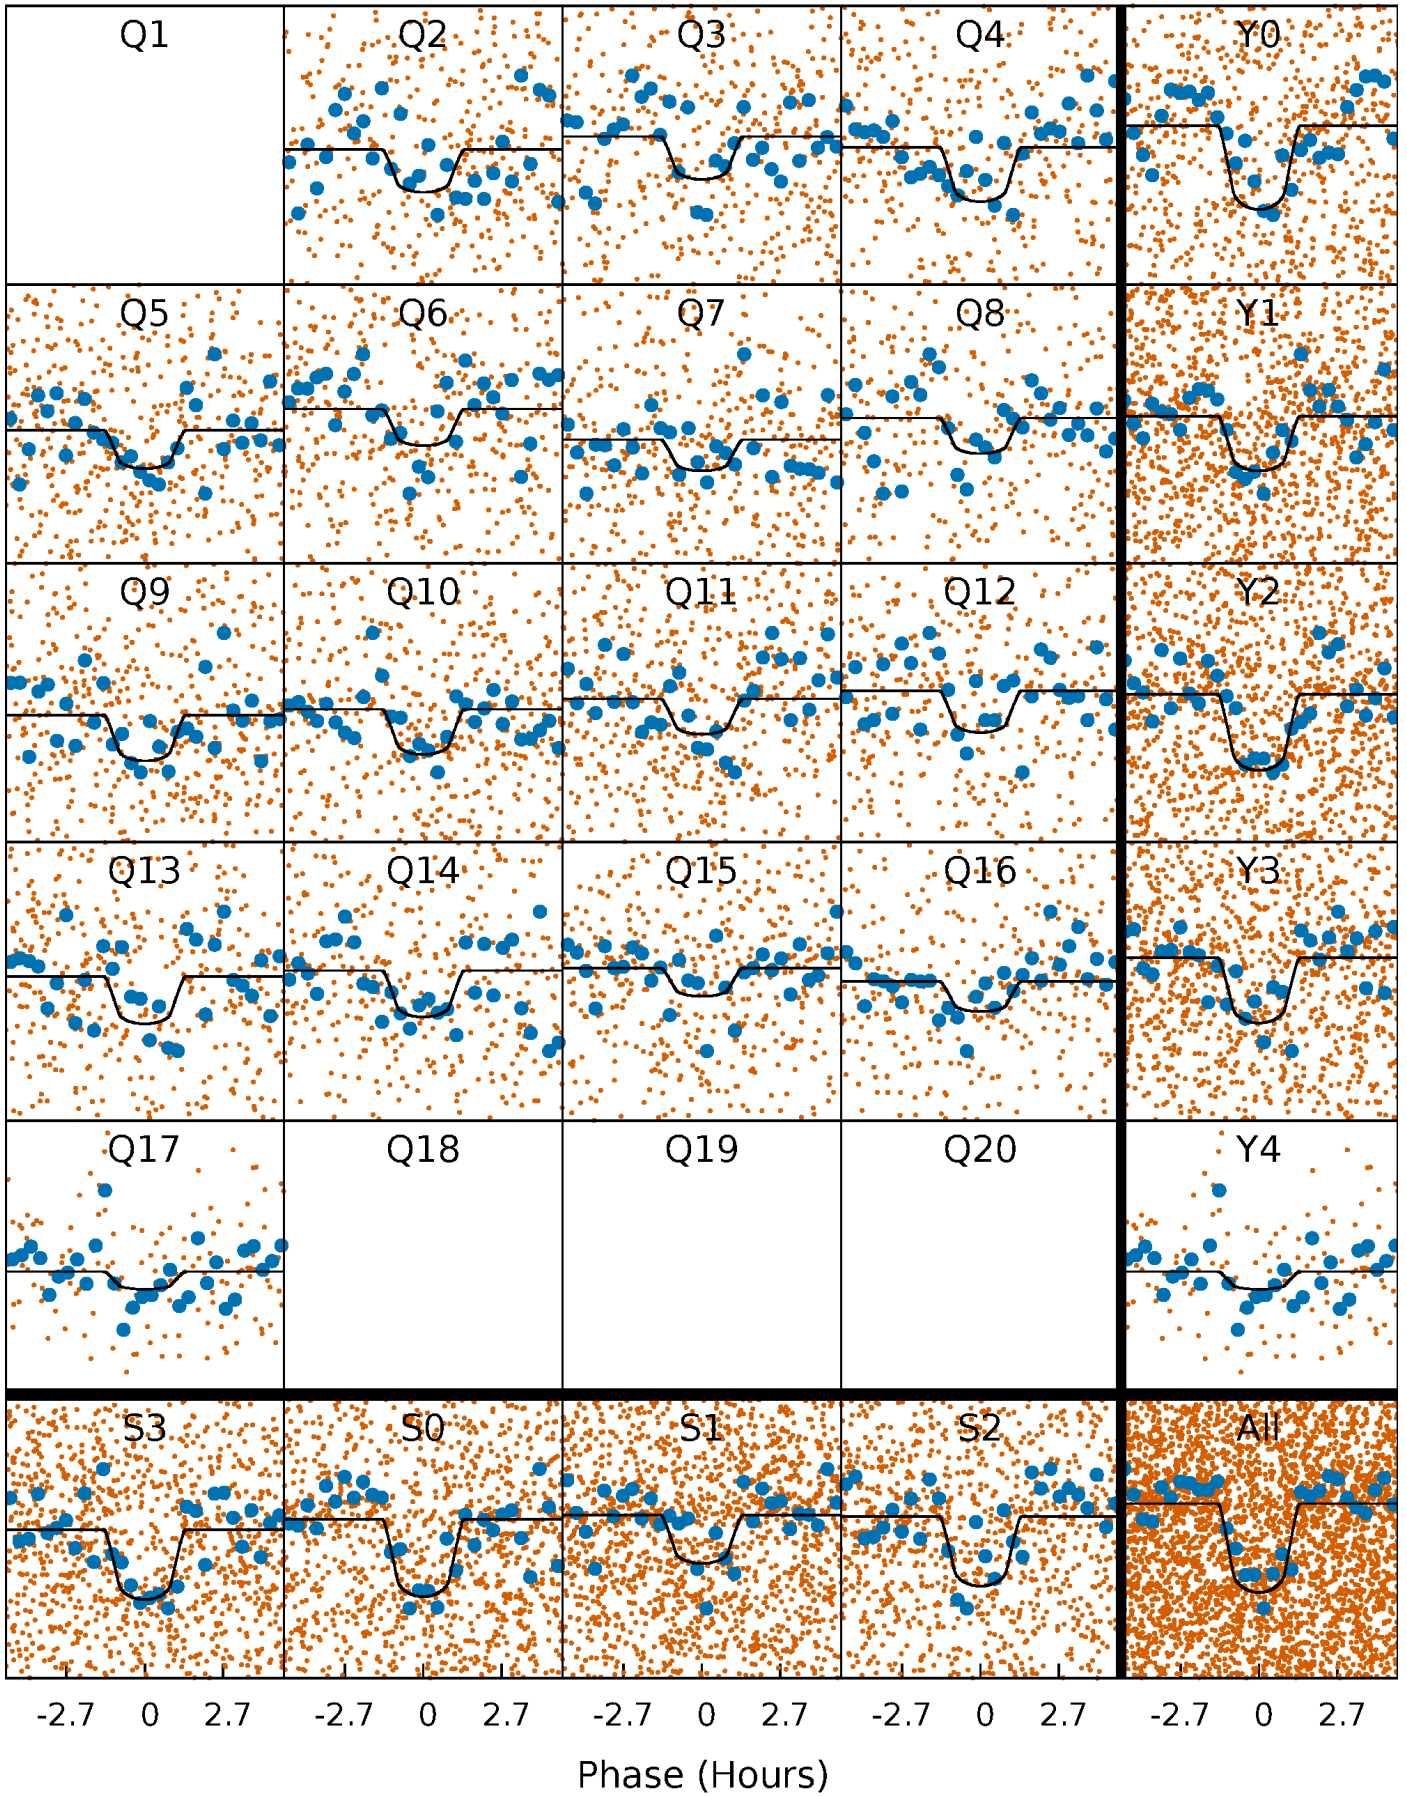 Q1 Q2 Q3 Q4 Y0
Q5 Q6 Q7 Q8 Y1
Q9 Q10 Q11 Q12 Y2
Q13 Q14 Q15 Q16 Y3
Q17 Q18 Q19 Q20 Y4
S3 S0 S1 S2 All
-2.7 0 2.7 -2.7 0 2.7 -2.7 0 2.7 -2.7 0 2.7 -2.7 0 2.7
Phase (Hours)